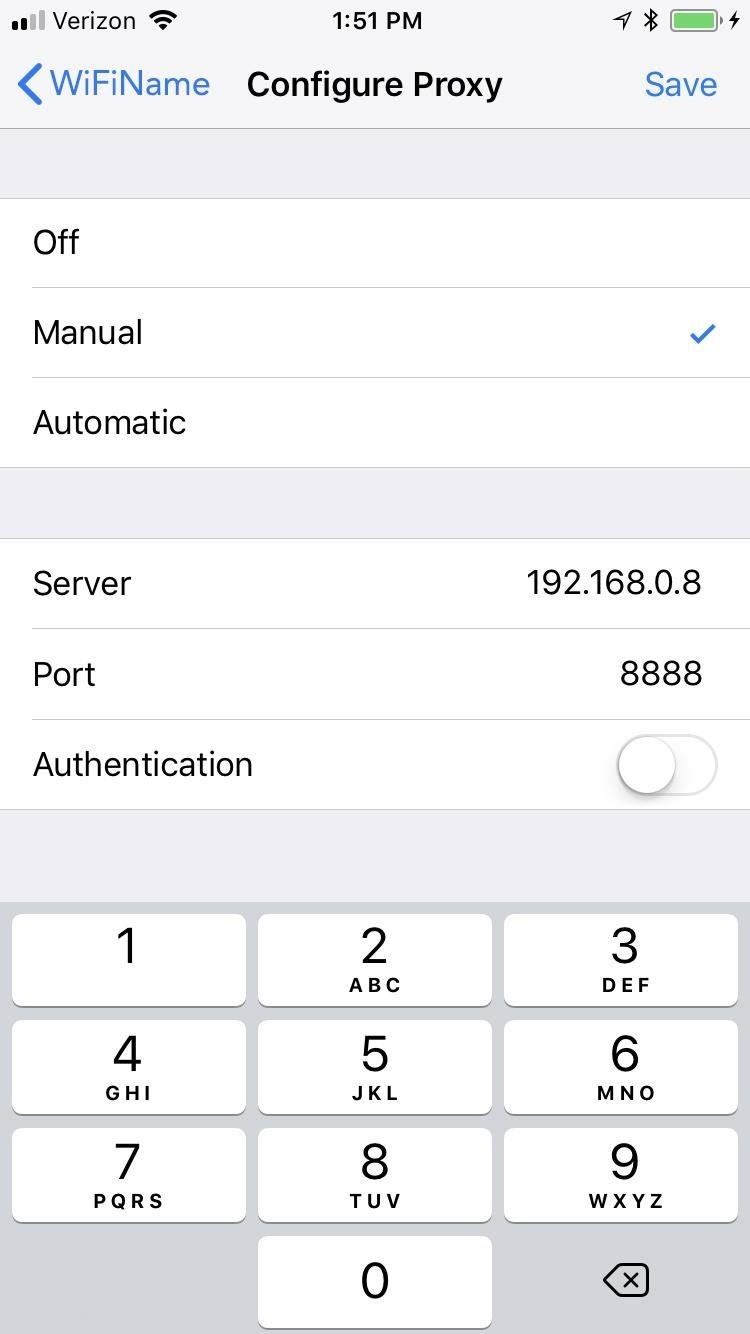 Verizon 1:51 PM
WiFiName Configure Proxy Save
Off
Manual
Automatic
Server 192.168.0.8
Port 8888
Authentication
1 2 3
ABC DEF
4 5 6
GHI JKL MNO
7 8 9
PQRS TUV WXYZ
0